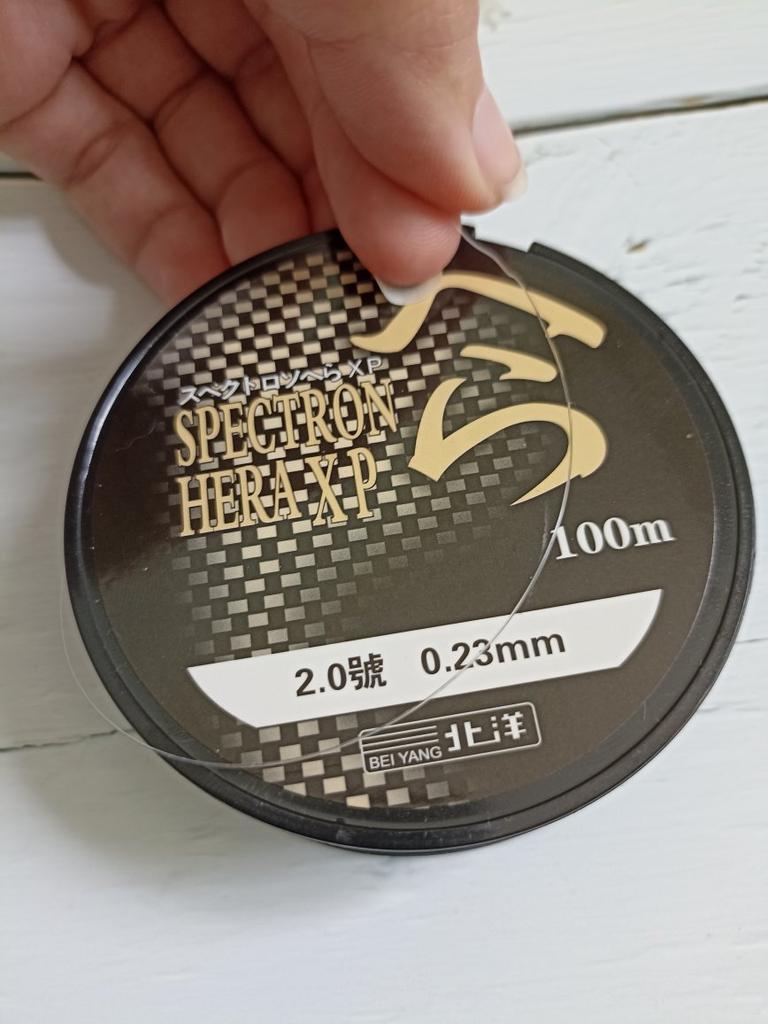 へら
スペクトロンへらXP
SPECTRON
HERA XP
100m
2.0號 0.23mm
BEI YANG 北洋